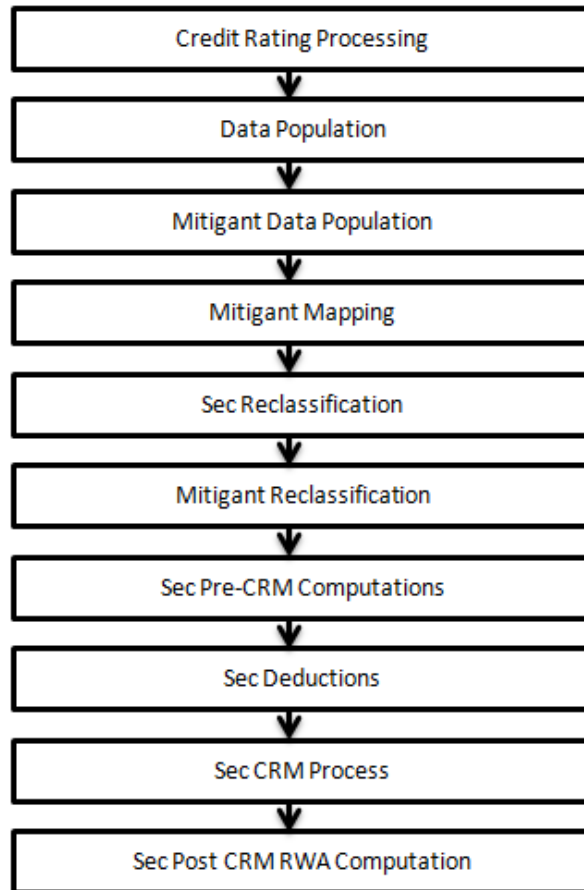 Credit Rating Processing
Data Population
Mitigant Data Population
Mitigant Mapping
Sec Reclassification
Mitigant Reclassification
Sec Pre-CRM Computations
Sec Deductions
Sec CRM Process
Sec Post CRM RWA Computation